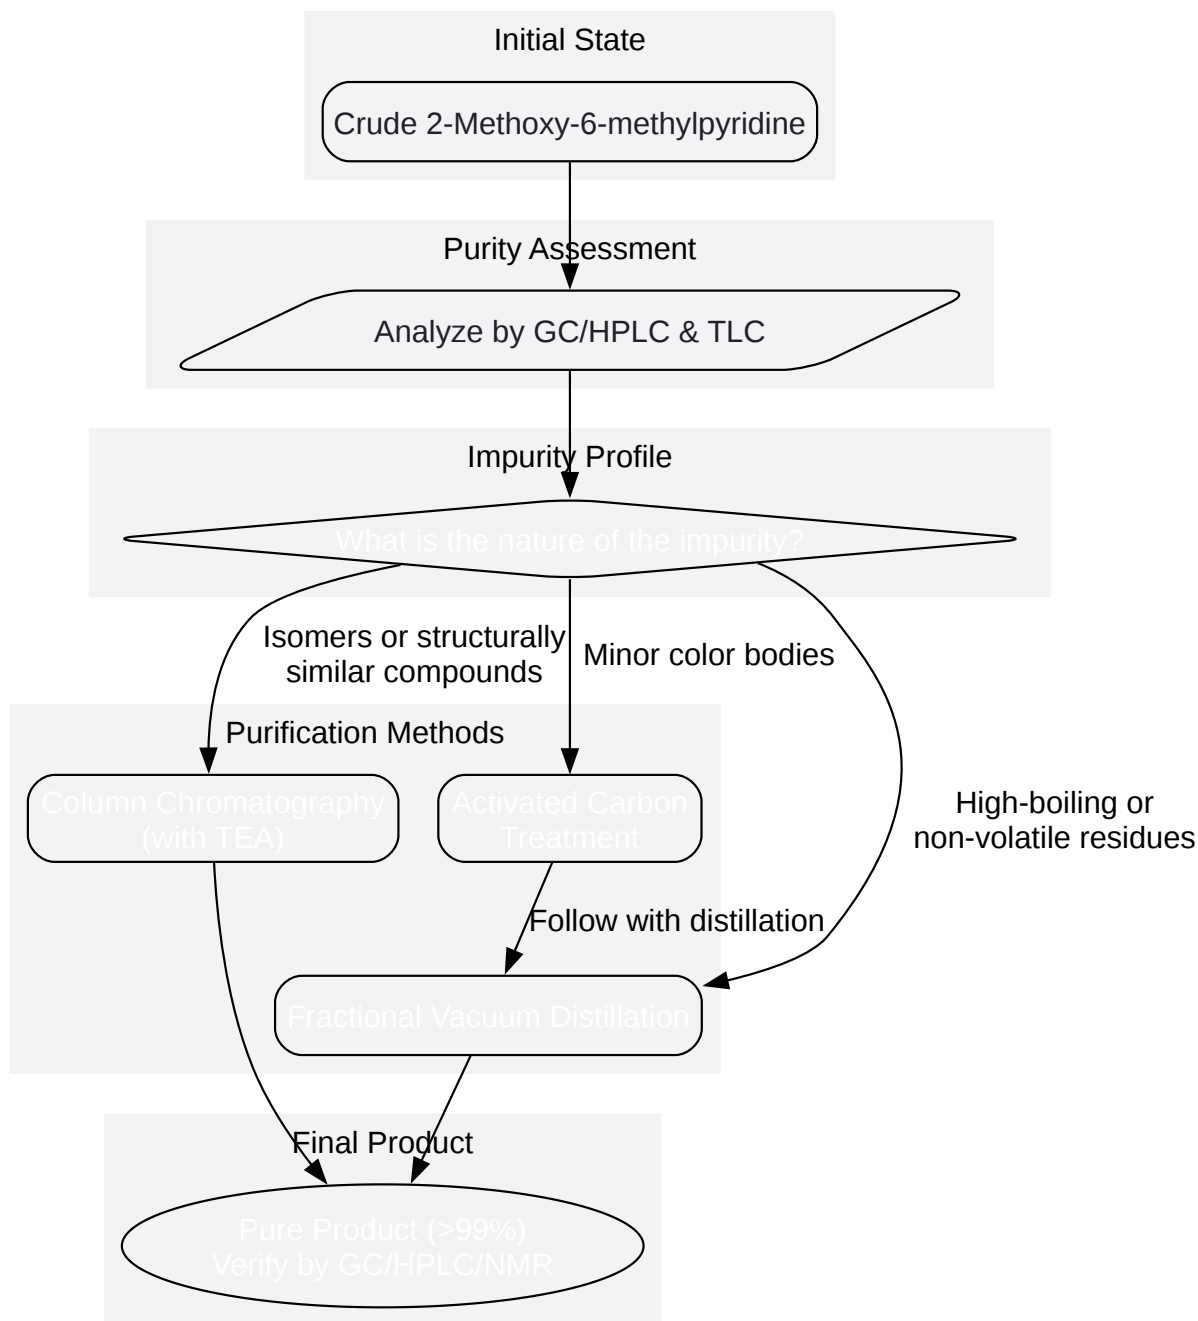 Initial State
Crude 2-Methoxy-6-methylpyridine
Purity Assessment
Analyze by GC/HPLC & TLC
Impurity Profile
What is the nature of the impurity?
Isomers or structurally
similar compounds
Minor color bodies
High-boiling or
non-volatile residues
Purification Methods
Column Chromatography
(with TEA)
Activated Carbon
Treatment
Follow with distillation
Fractional Vacuum Distillation
Final Product
Pure Product (>99%)
Verify by GC/HPLC/NMR